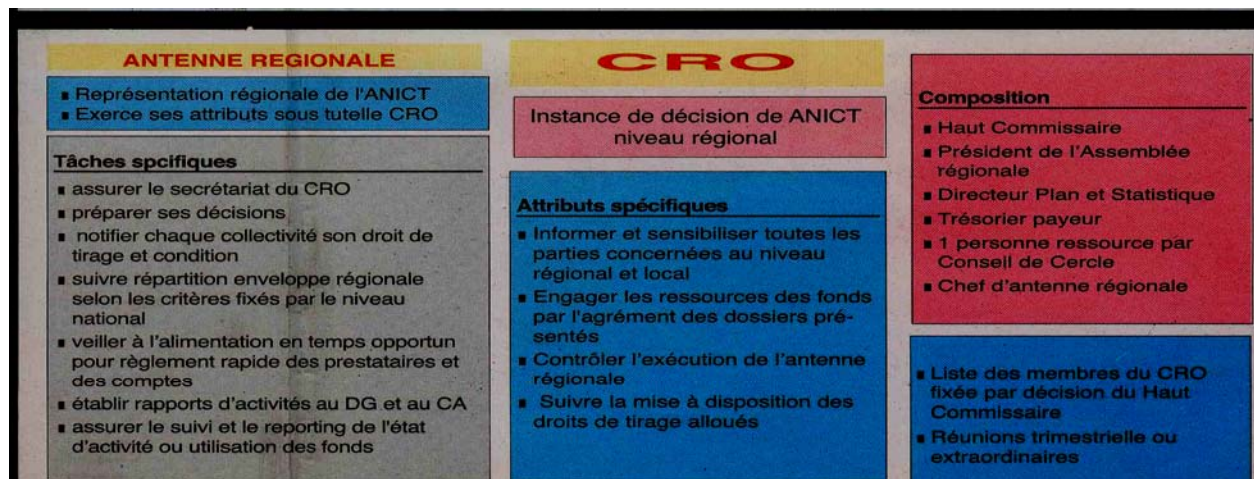 ANTENNE REGIONALE
▪ Représentation régionale de l'ANICT
▪ Exerce ses attributs sous tutelle CRO
Tâches spcifiques
▪ assurer le secrétariat du CRO
▪ préparer ses décisions
▪ notifier chaque collectivité son droit de
tirage et condition
▪ suivre répartition enveloppe régionale
selon les critères fixés par le niveau
national
▪ veiller à l'alimentation en temps opportun
pour règlement rapide des prestataires et
des comptes
▪ établir rapports d'activités au DG et au CA
▪ assurer le suivi et le reporting de l'état
d'activité ou utilisation des fonds
CRO
Instance de décision de ANICT
niveau régional
Attributs spécifiques
▪ Informer et sensibiliser toutes les
parties concernées au niveau
régional et local
▪ Engager les ressources des fonds
par l'agrément des dossiers pré-
sentés
▪ Contrôler l'exécution de l'antenne
régionale
▪ Suivre la mise à disposition des
droits de tirage alloués
Composition
▪ Haut Commissaire
▪ Président de l'Assemblée
régionale
▪ Directeur Plan et Statistique
▪ Trésorier payeur
▪ 1 personne ressource par
Conseil de Cercle
▪ Chef d'antenne régionale
▪ Liste des membres du CRO
fixée par décision du Haut
Commissaire
▪ Réunions trimestrielle ou
extraordinaires